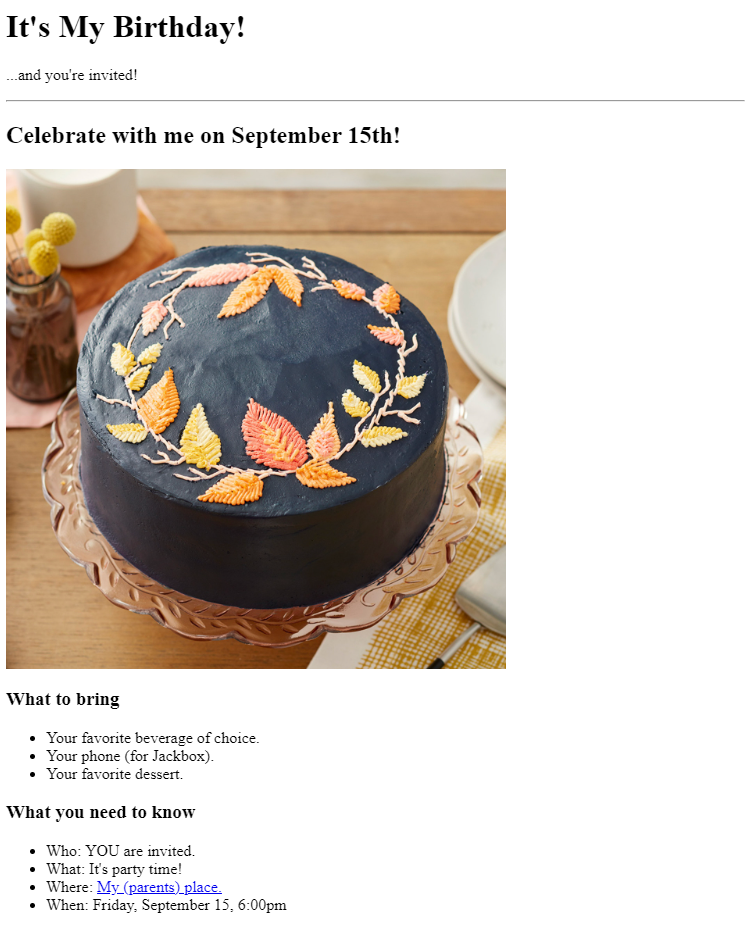 It's My Birthday!
...and you're invited!
Celebrate with me on September 15th!
What to bring
Your favorite beverage of choice.
Your phone (for Jackbox).
Your favorite dessert.
What you need to know
Who: YOU are invited.
What: It's party time!
Where: My (parents) place.
When: Friday, September 15, 6:00pm